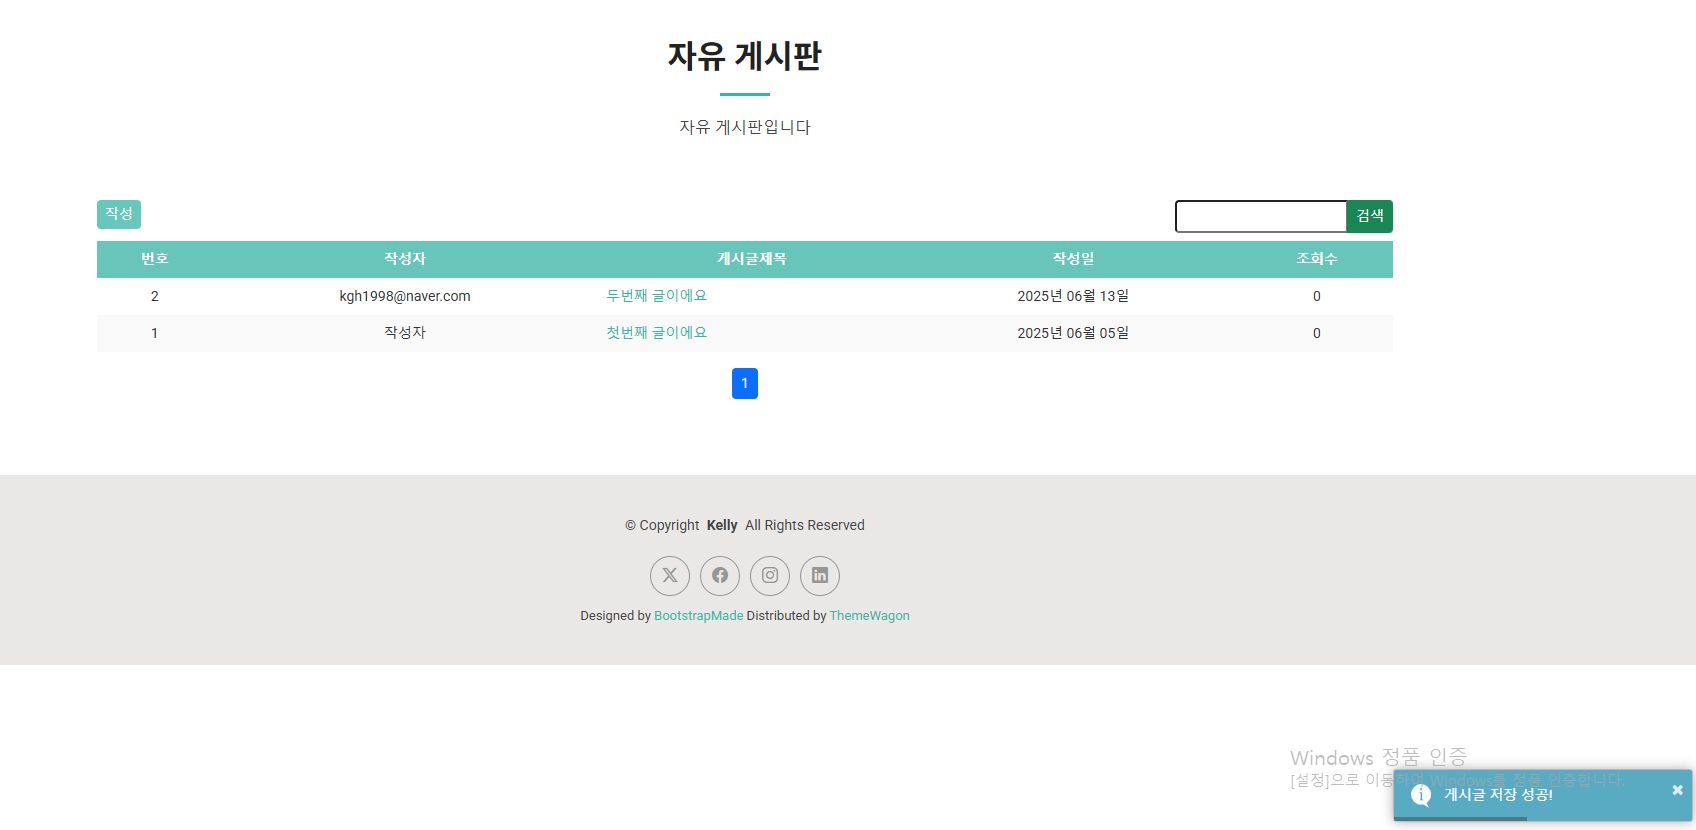 자유 게시판
자유 게시판입니다
작성
검색
번호 작성자 게시글제목 작성일 조회수
2 kgh1998@naver.com 두번째 글이에요 2025년 06월 13일 0
1 작성자 첫번째 글이에요 2025년 06월 05일 0
1
© Copyright Kelly All Rights Reserved
Designed by BootstrapMade Distributed by ThemeWagon
Windows 정품 인증
[설정]으로 이동하여 Windows를 정품 인증합니다.
게시글 저장 성공!